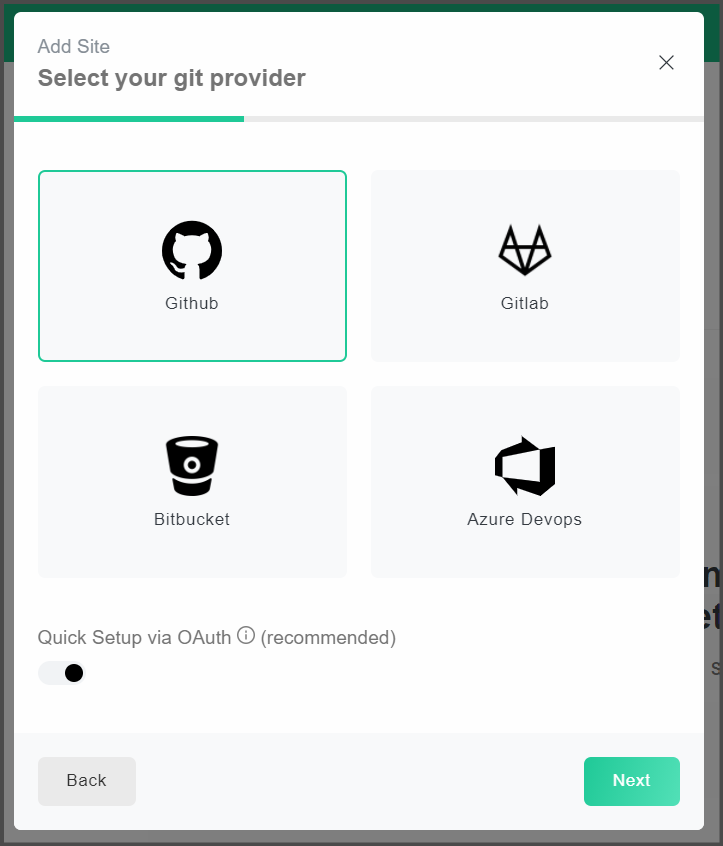 Add Site
Select your git provider
Github
Gitlab
Bitbucket
Azure Devops
Quick Setup via OAuth (recommended)
Back
Next